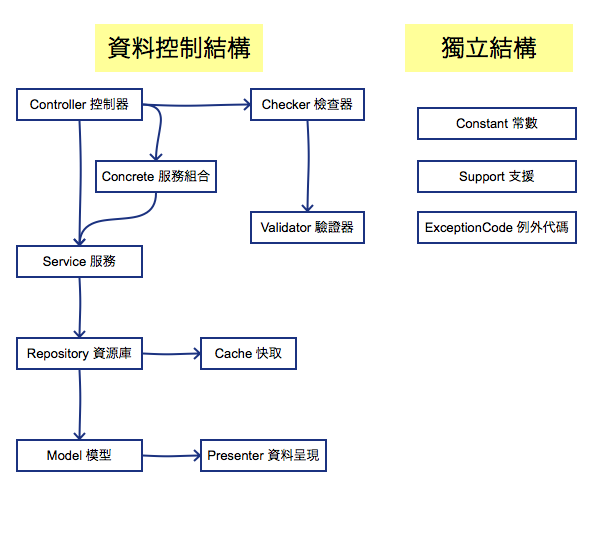 資料控制結構
獨立結構
Controller 控制器
Checker 檢查器
Constant 常數
Concrete 服務組合
Support 支援
Validator 驗證器
ExceptionCode 例外代碼
Service 服務
Repository 資源庫
Cache 快取
Model 模型
Presenter 資料呈現